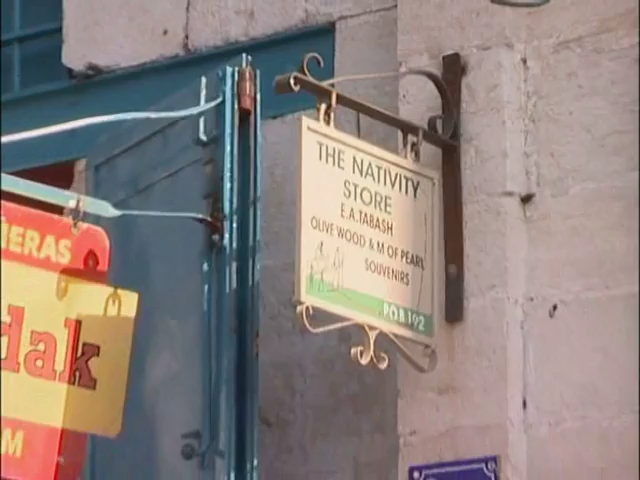 THE NATIVITY
STORE
E.A.TABASH
OLIVE WOOD & M OF PEARL
SOUVENIRS
P.O.B 192
ERAS
dak
M